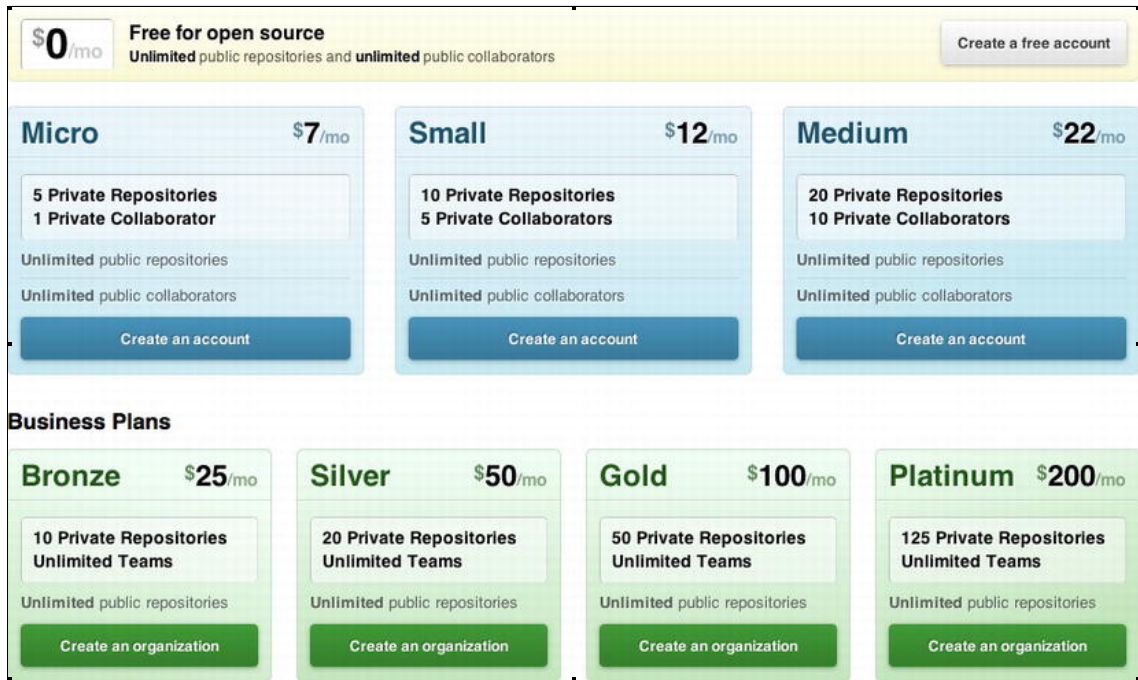 $0/mo
Free for open source
Unlimited public repositories and unlimited public collaborators
Create a free account
Micro $7/mo
5 Private Repositories
1 Private Collaborator
Unlimited public repositories
Unlimited public collaborators
Create an account
Small $12/mo
10 Private Repositories
5 Private Collaborators
Unlimited public repositories
Unlimited public collaborators
Create an account
Medium $22/mo
20 Private Repositories
10 Private Collaborators
Unlimited public repositories
Unlimited public collaborators
Create an account
Business Plans
Bronze $25/mo
10 Private Repositories
Unlimited Teams
Unlimited public repositories
Create an organization
Silver $50/mo
20 Private Repositories
Unlimited Teams
Unlimited public repositories
Create an organization
Gold $100/mo
50 Private Repositories
Unlimited Teams
Unlimited public repositories
Create an organization
Platinum $200/mo
125 Private Repositories
Unlimited Teams
Unlimited public repositories
Create an organization